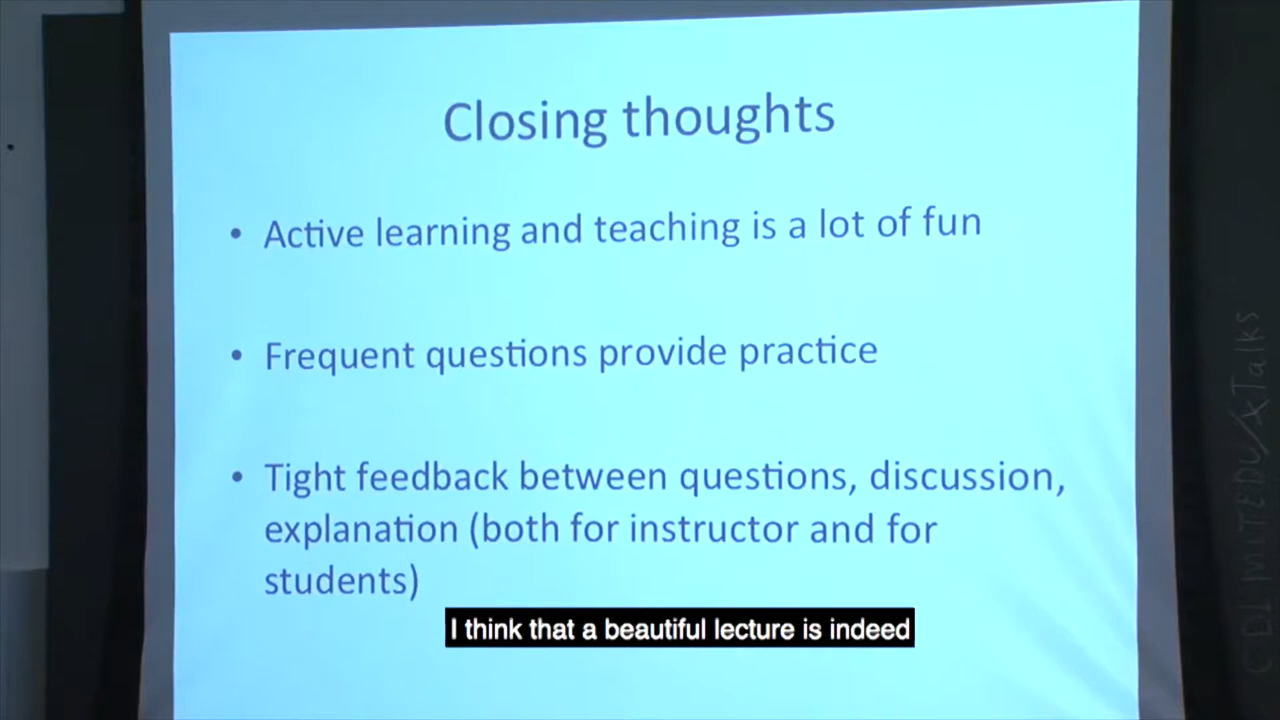 Closing thoughts
• Active learning and teaching is a lot of fun
• Frequent questions provide practice
• Tight feedback between questions, discussion,
explanation (both for instructor and for
students)
I think that a beautiful lecture is indeed